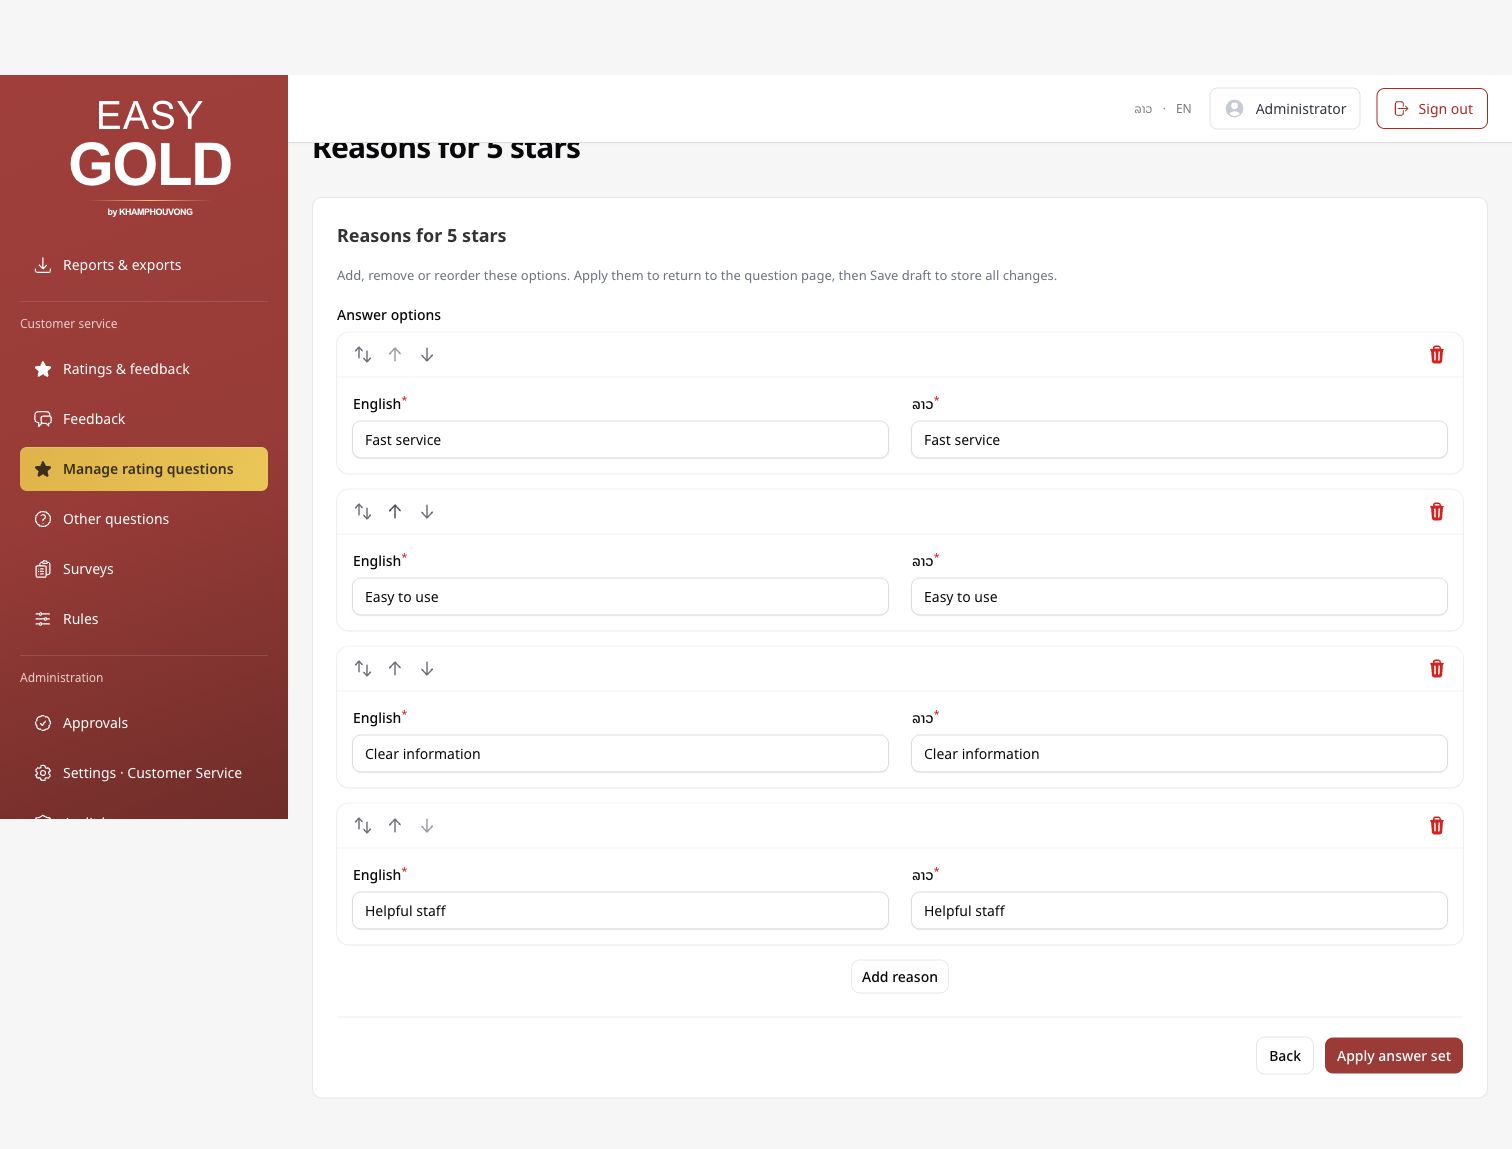 EASY
GOLD
by KHAMPHOUVONG
Reports & exports
Customer service
Ratings & feedback
Feedback
Manage rating questions
Other questions
Surveys
Rules
Administration
Approvals
Settings · Customer Service
ລາວ · EN
Administrator
Sign out
Reasons for 5 stars
Reasons for 5 stars
Add, remove or reorder these options. Apply them to return to the question page, then Save draft to store all changes.
Answer options
English* ລາວ*
Fast service Fast service
English* ລາວ*
Easy to use Easy to use
English* ລາວ*
Clear information Clear information
English* ລາວ*
Helpful staff Helpful staff
Add reason
Back Apply answer set